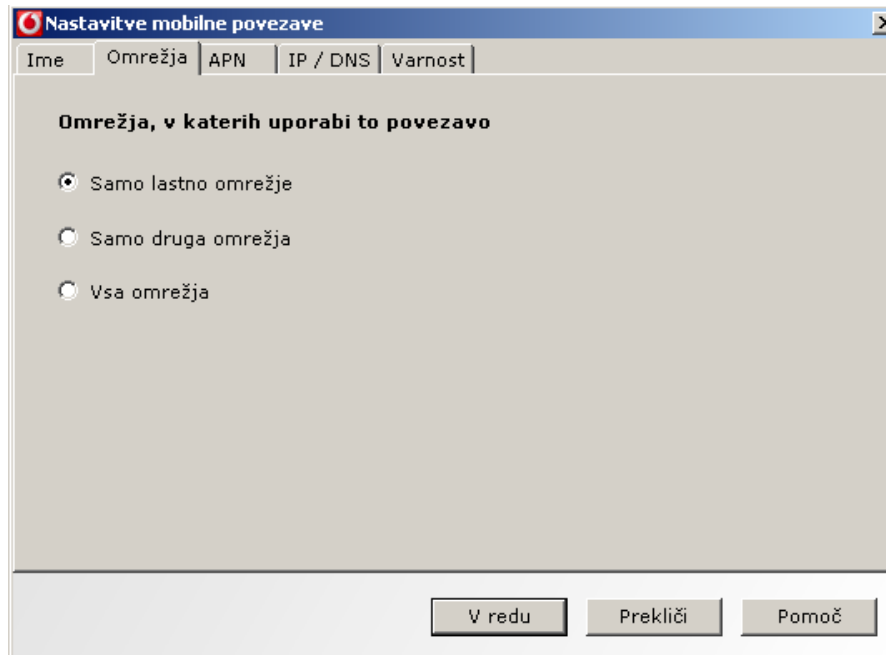 Nastavitve mobilne povezave
Ime Omrežja APN IP / DNS Varnost
Omrežja, v katerih uporabi to povezavo
Samo lastno omrežje
Samo druga omrežja
Vsa omrežja
V redu Prekliči Pomoč